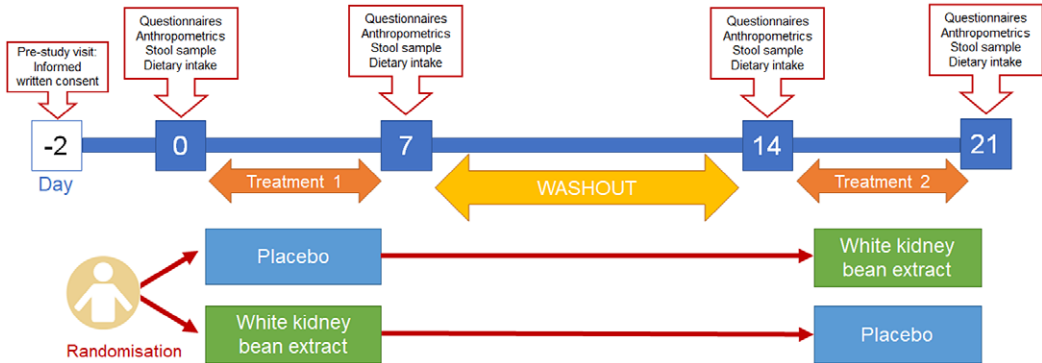 Pre-study visit:
Informed
written consent
Questionnaires
Anthropometrics
Stool sample
Dietary intake
Questionnaires
Anthropometrics
Stool sample
Dietary intake
Questionnaires
Anthropometrics
Stool sample
Dietary intake
Questionnaires
Anthropometrics
Stool sample
Dietary intake
-2
0
7
14
21
Day
Treatment 1
WASHOUT
Treatment 2
Placebo
White kidney
bean extract
White kidney
bean extract
Placebo
Randomisation